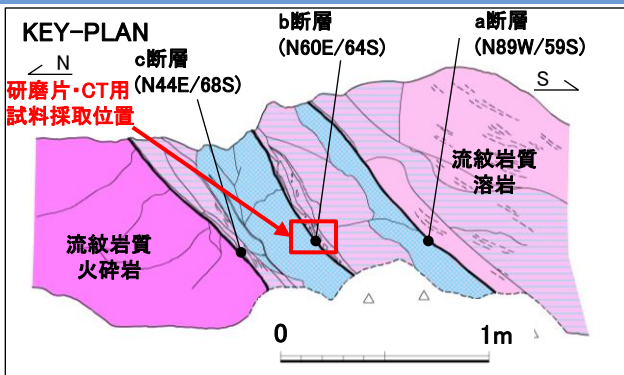 KEY-PLAN
N
c断層
(N44E/68S)
b断層
(N60E/64S)
a断層
(N89W/59S)
S
研磨片・CT用
試料採取位置
流紋岩質
溶岩
流紋岩質
火砕岩
0
1m